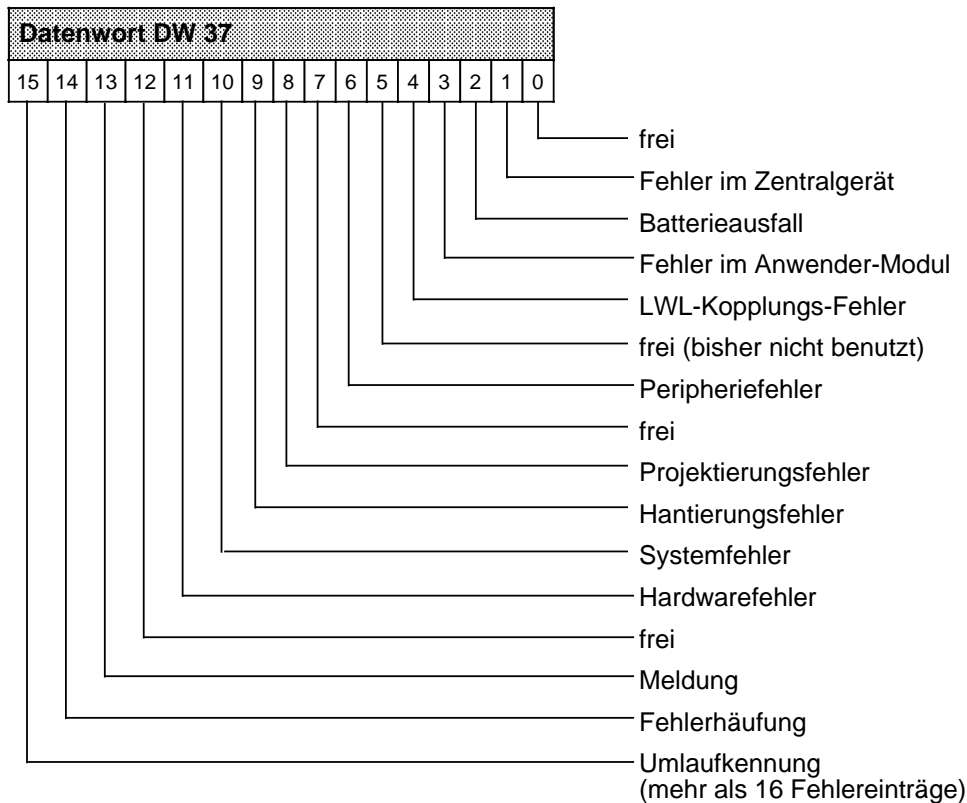 Datenwort DW 37
15 14 13 12 11 10 9 8 7 6 5 4 3 2 1 0
frei
Fehler im Zentralgerät
Batterieausfall
Fehler im Anwender-Modul
LWL-Kopplungs-Fehler
frei (bisher nicht benutzt)
Peripheriefehler
frei
Projektierungsfehler
Hantierungsfehler
Systemfehler
Hardwarefehler
frei
Meldung
Fehlerhäufung
Umlaufkennung
(mehr als 16 Fehlereinträge)